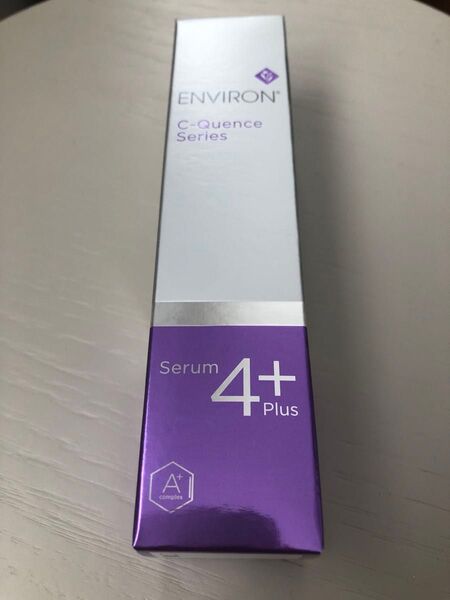 ENVIRON®
C-Quence
Series
Serum 4+
Plus
A+
complex